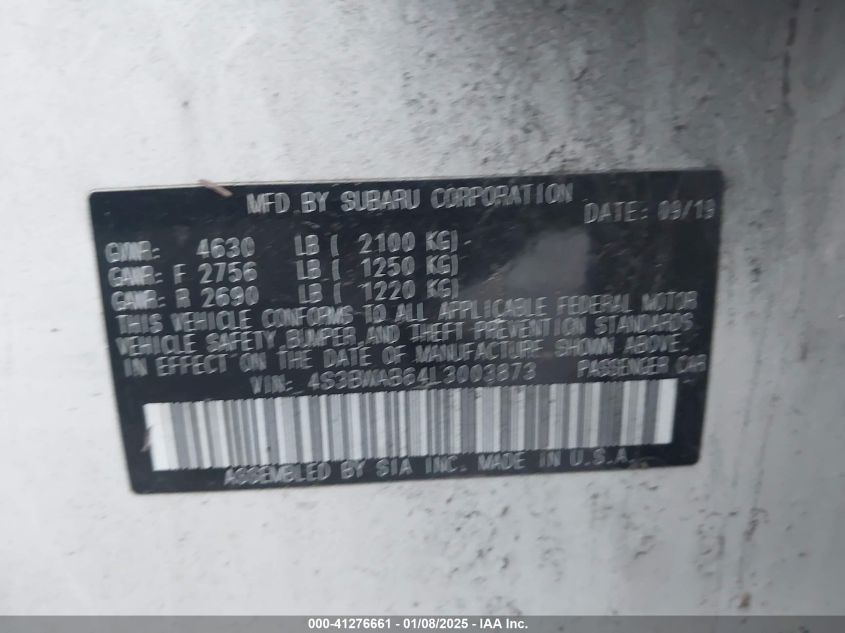 MFD. BY SUBARU CORPORATION DATE: 09/19
GVWR: 4630 LB ( 2100 KG)
GAWR: F 2756 LB ( 1250 KG)
GAWR: R 2690 LB ( 1220 KG)
THIS VEHICLE CONFORMS TO ALL APPLICABLE FEDERAL MOTOR
VEHICLE SAFETY, BUMPER, AND THEFT PREVENTION STANDARDS
IN EFFECT ON THE DATE OF MANUFACTURE SHOWN ABOVE.
VIN: 4S3BWAB64L3003873 PASSENGER CAR
ASSEMBLED BY SIA INC. MADE IN U.S.A.
000-41276661 - 01/08/2025 - © IAA Inc.